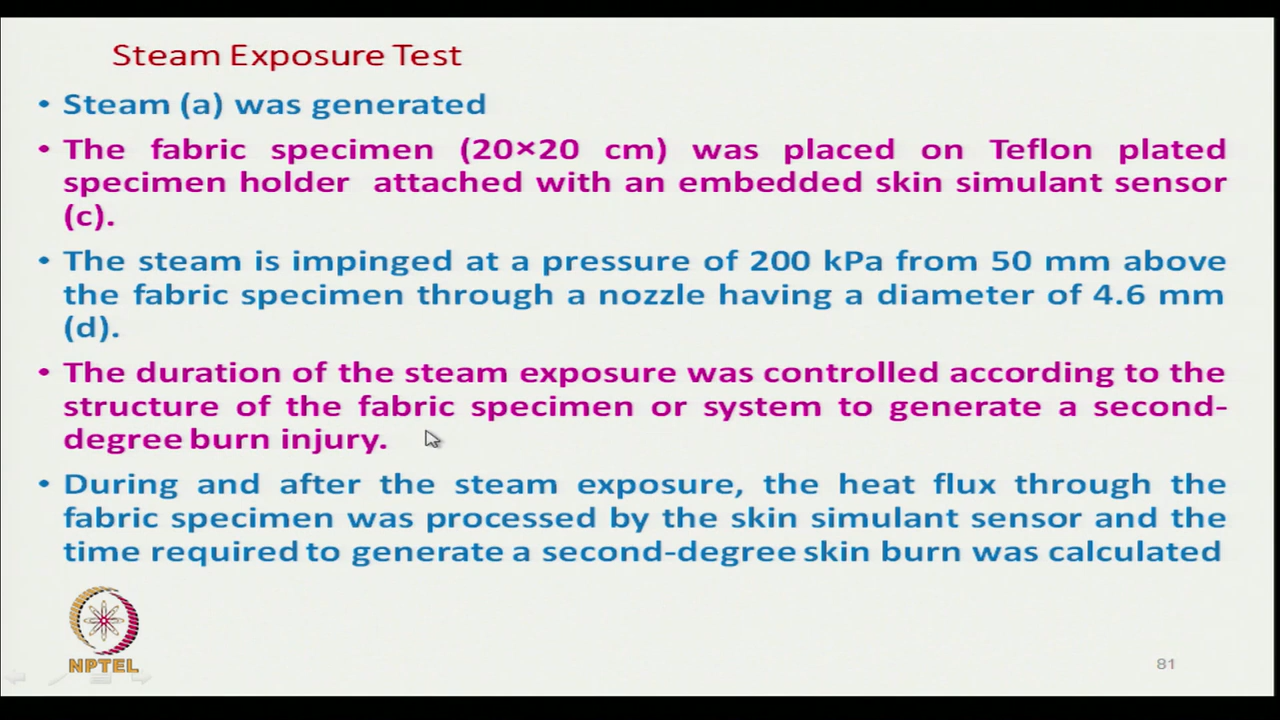 Steam Exposure Test
• Steam (a) was generated
• The fabric specimen (20×20 cm) was placed on Teflon plated
specimen holder attached with an embedded skin simulant sensor
(c).
• The steam is impinged at a pressure of 200 kPa from 50 mm above
the fabric specimen through a nozzle having a diameter of 4.6 mm
(d).
• The duration of the steam exposure was controlled according to the
structure of the fabric specimen or system to generate a second-
degree burn injury.
• During and after the steam exposure, the heat flux through the
fabric specimen was processed by the skin simulant sensor and the
time required to generate a second-degree skin burn was calculated
NPTEL
81